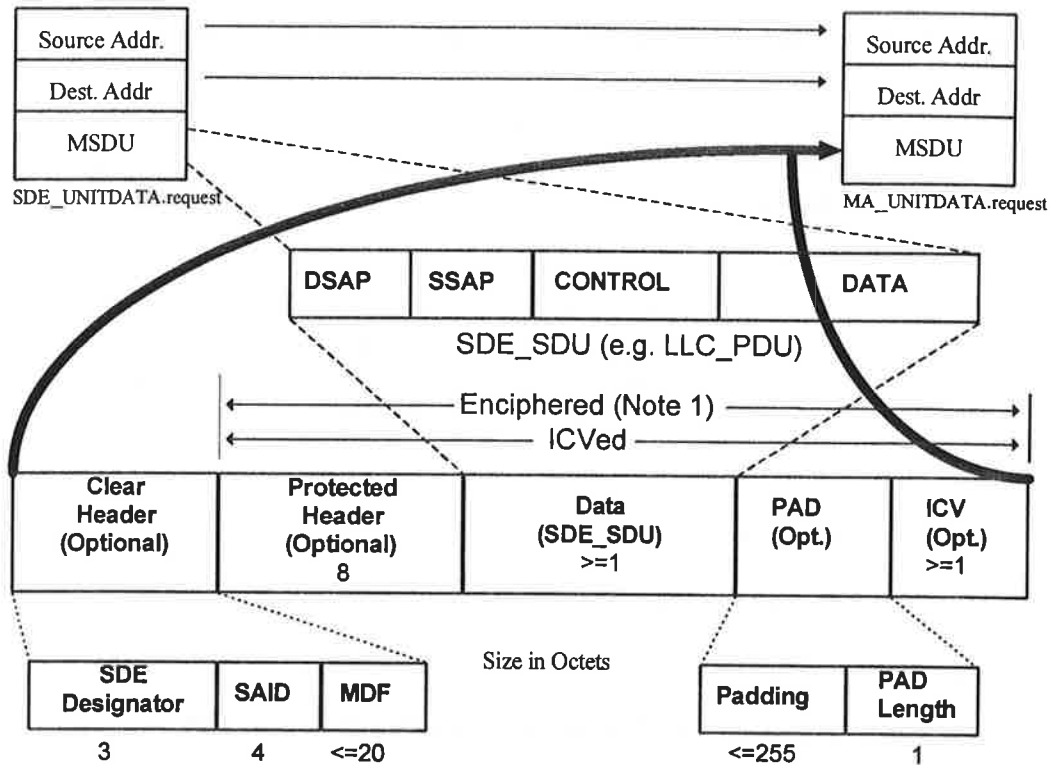 Source Addr.
Dest. Addr
MSDU
SDE_UNITDATA.request
Source Addr.
Dest. Addr
MSDU
MA_UNITDATA.request
DSAP
SSAP
CONTROL
DATA
SDE_SDU (e.g. LLC_PDU)
Enciphered (Note 1)
ICVed
Clear
Header
(Optional)
Protected
Header
(Optional)
8
Data
(SDE_SDU)
>=1
PAD
(Opt.)
ICV
(Opt.)
>=1
Size in Octets
SDE
Designator
SAID
MDF
3
4
<=20
Padding
PAD
Length
<=255
1